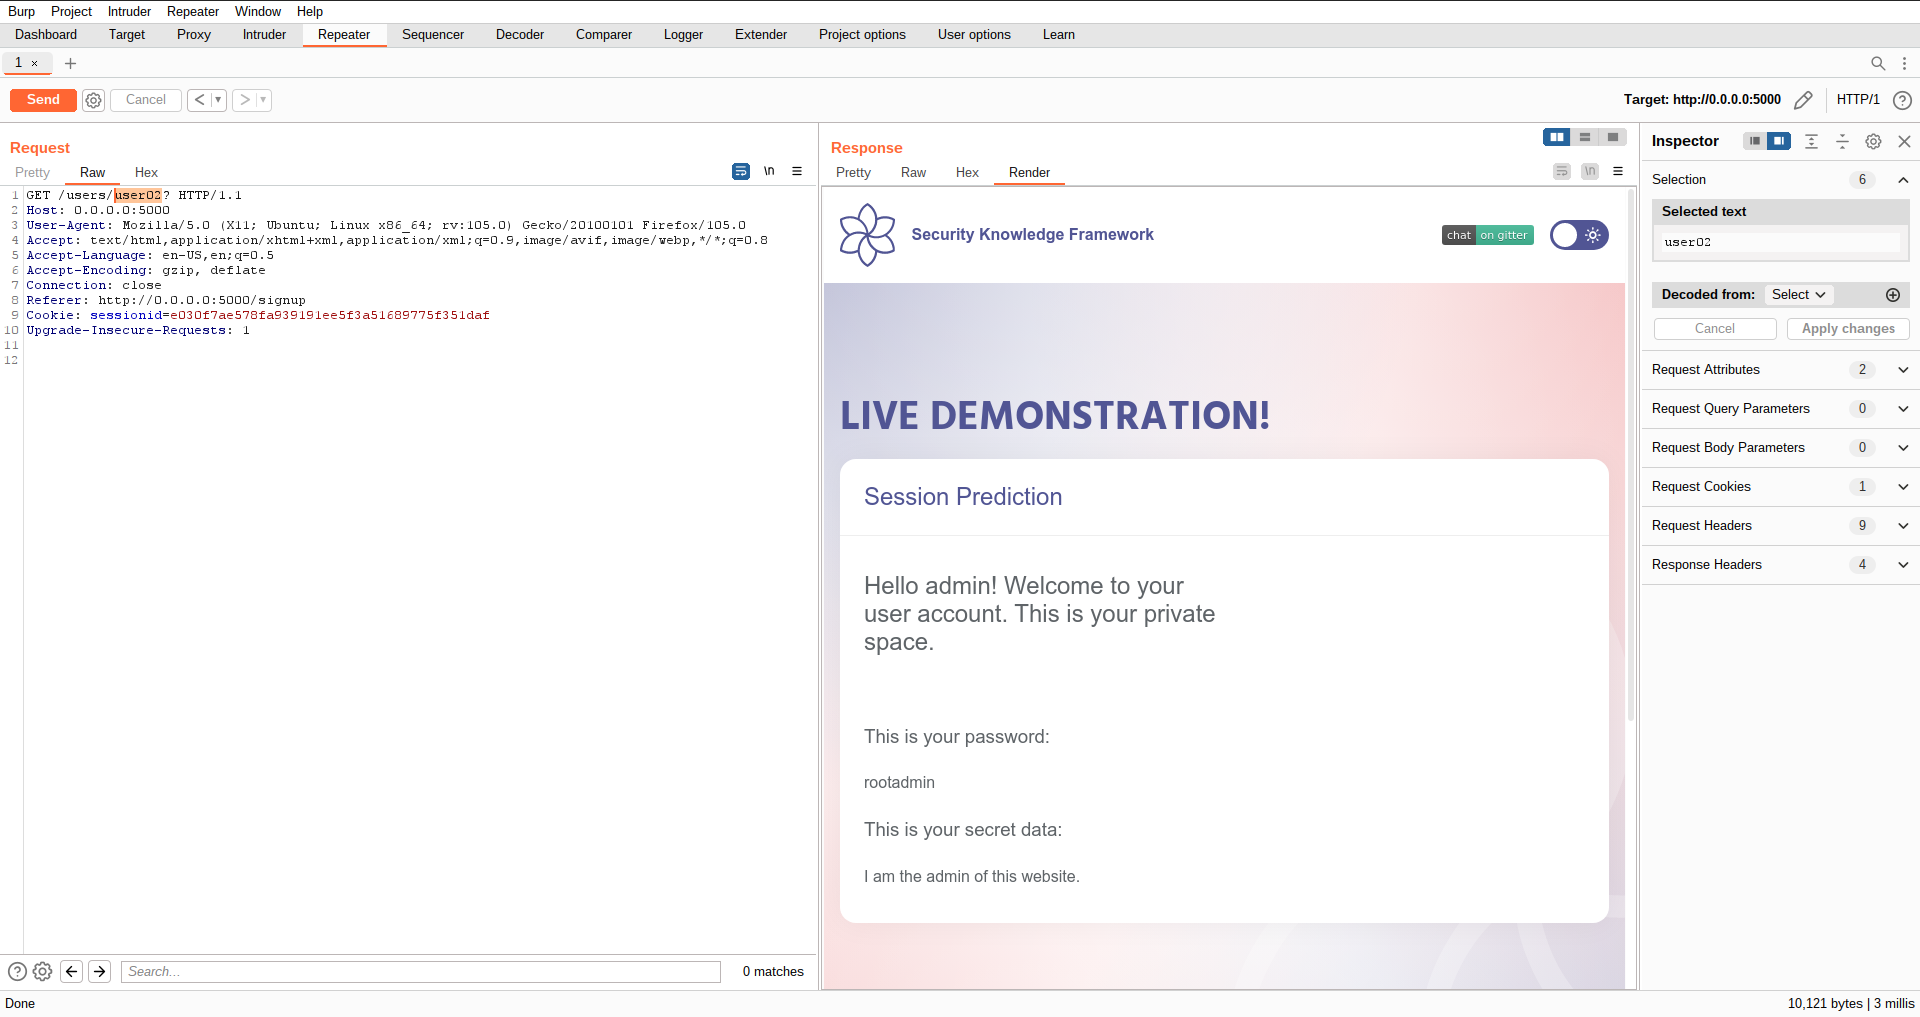 Burp Project Intruder Repeater Window Help
Dashboard Target Proxy Intruder Repeater Sequencer Decoder Comparer Logger Extender Project options User options Learn
1 × +
Send Cancel < ▾ > ▾ Target: http://0.0.0.0:5000 HTTP/1 ?
Request
Pretty Raw Hex \n
1 GET /users/user02? HTTP/1.1
2 Host: 0.0.0.0:5000
3 User-Agent: Mozilla/5.0 (X11; Ubuntu; Linux x86_64; rv:105.0) Gecko/20100101 Firefox/105.0
4 Accept: text/html,application/xhtml+xml,application/xml;q=0.9,image/avif,image/webp,*/*;q=0.8
5 Accept-Language: en-US,en;q=0.5
6 Accept-Encoding: gzip, deflate
7 Connection: close
8 Referer: http://0.0.0.0:5000/signup
9 Cookie: sessionid=e030f7ae578fa939191ee5f3a51689775f351daf
10 Upgrade-Insecure-Requests: 1
11
12
? Search... 0 matches
Response
Pretty Raw Hex Render \n
Security Knowledge Framework chat on gitter
LIVE DEMONSTRATION!
Session Prediction
Hello admin! Welcome to your
user account. This is your private
space.
This is your password:
rootadmin
This is your secret data:
I am the admin of this website.
Inspector
Selection 6
Selected text
user02
Decoded from: Select
Cancel Apply changes
Request Attributes 2
Request Query Parameters 0
Request Body Parameters 0
Request Cookies 1
Request Headers 9
Response Headers 4
Done 10,121 bytes | 3 millis